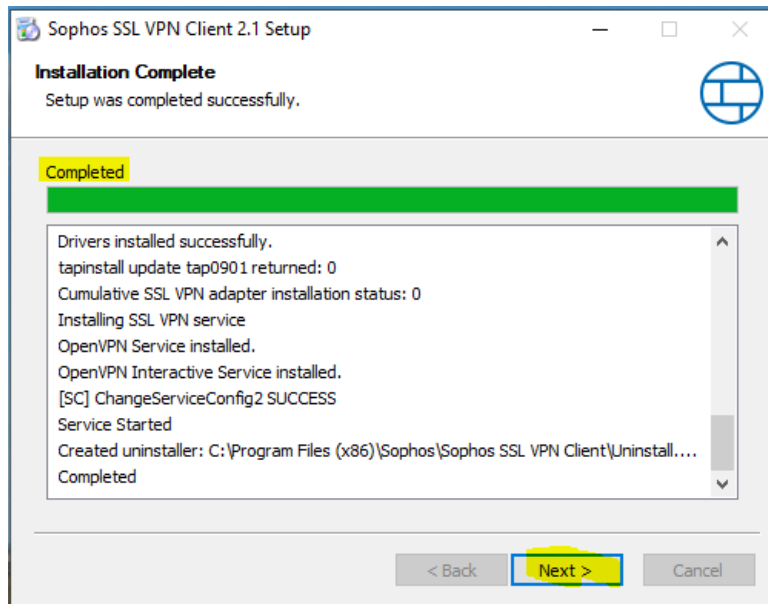 Sophos SSL VPN Client 2.1 Setup
Installation Complete
Setup was completed successfully.
Completed
Drivers installed successfully.
tapinstall update tap0901 returned: 0
Cumulative SSL VPN adapter installation status: 0
Installing SSL VPN service
OpenVPN Service installed.
OpenVPN Interactive Service installed.
[SC] ChangeServiceConfig2 SUCCESS
Service Started
Created uninstaller: C:\Program Files (x86)\Sophos\Sophos SSL VPN Client\Uninstall....
Completed
< Back Next > Cancel